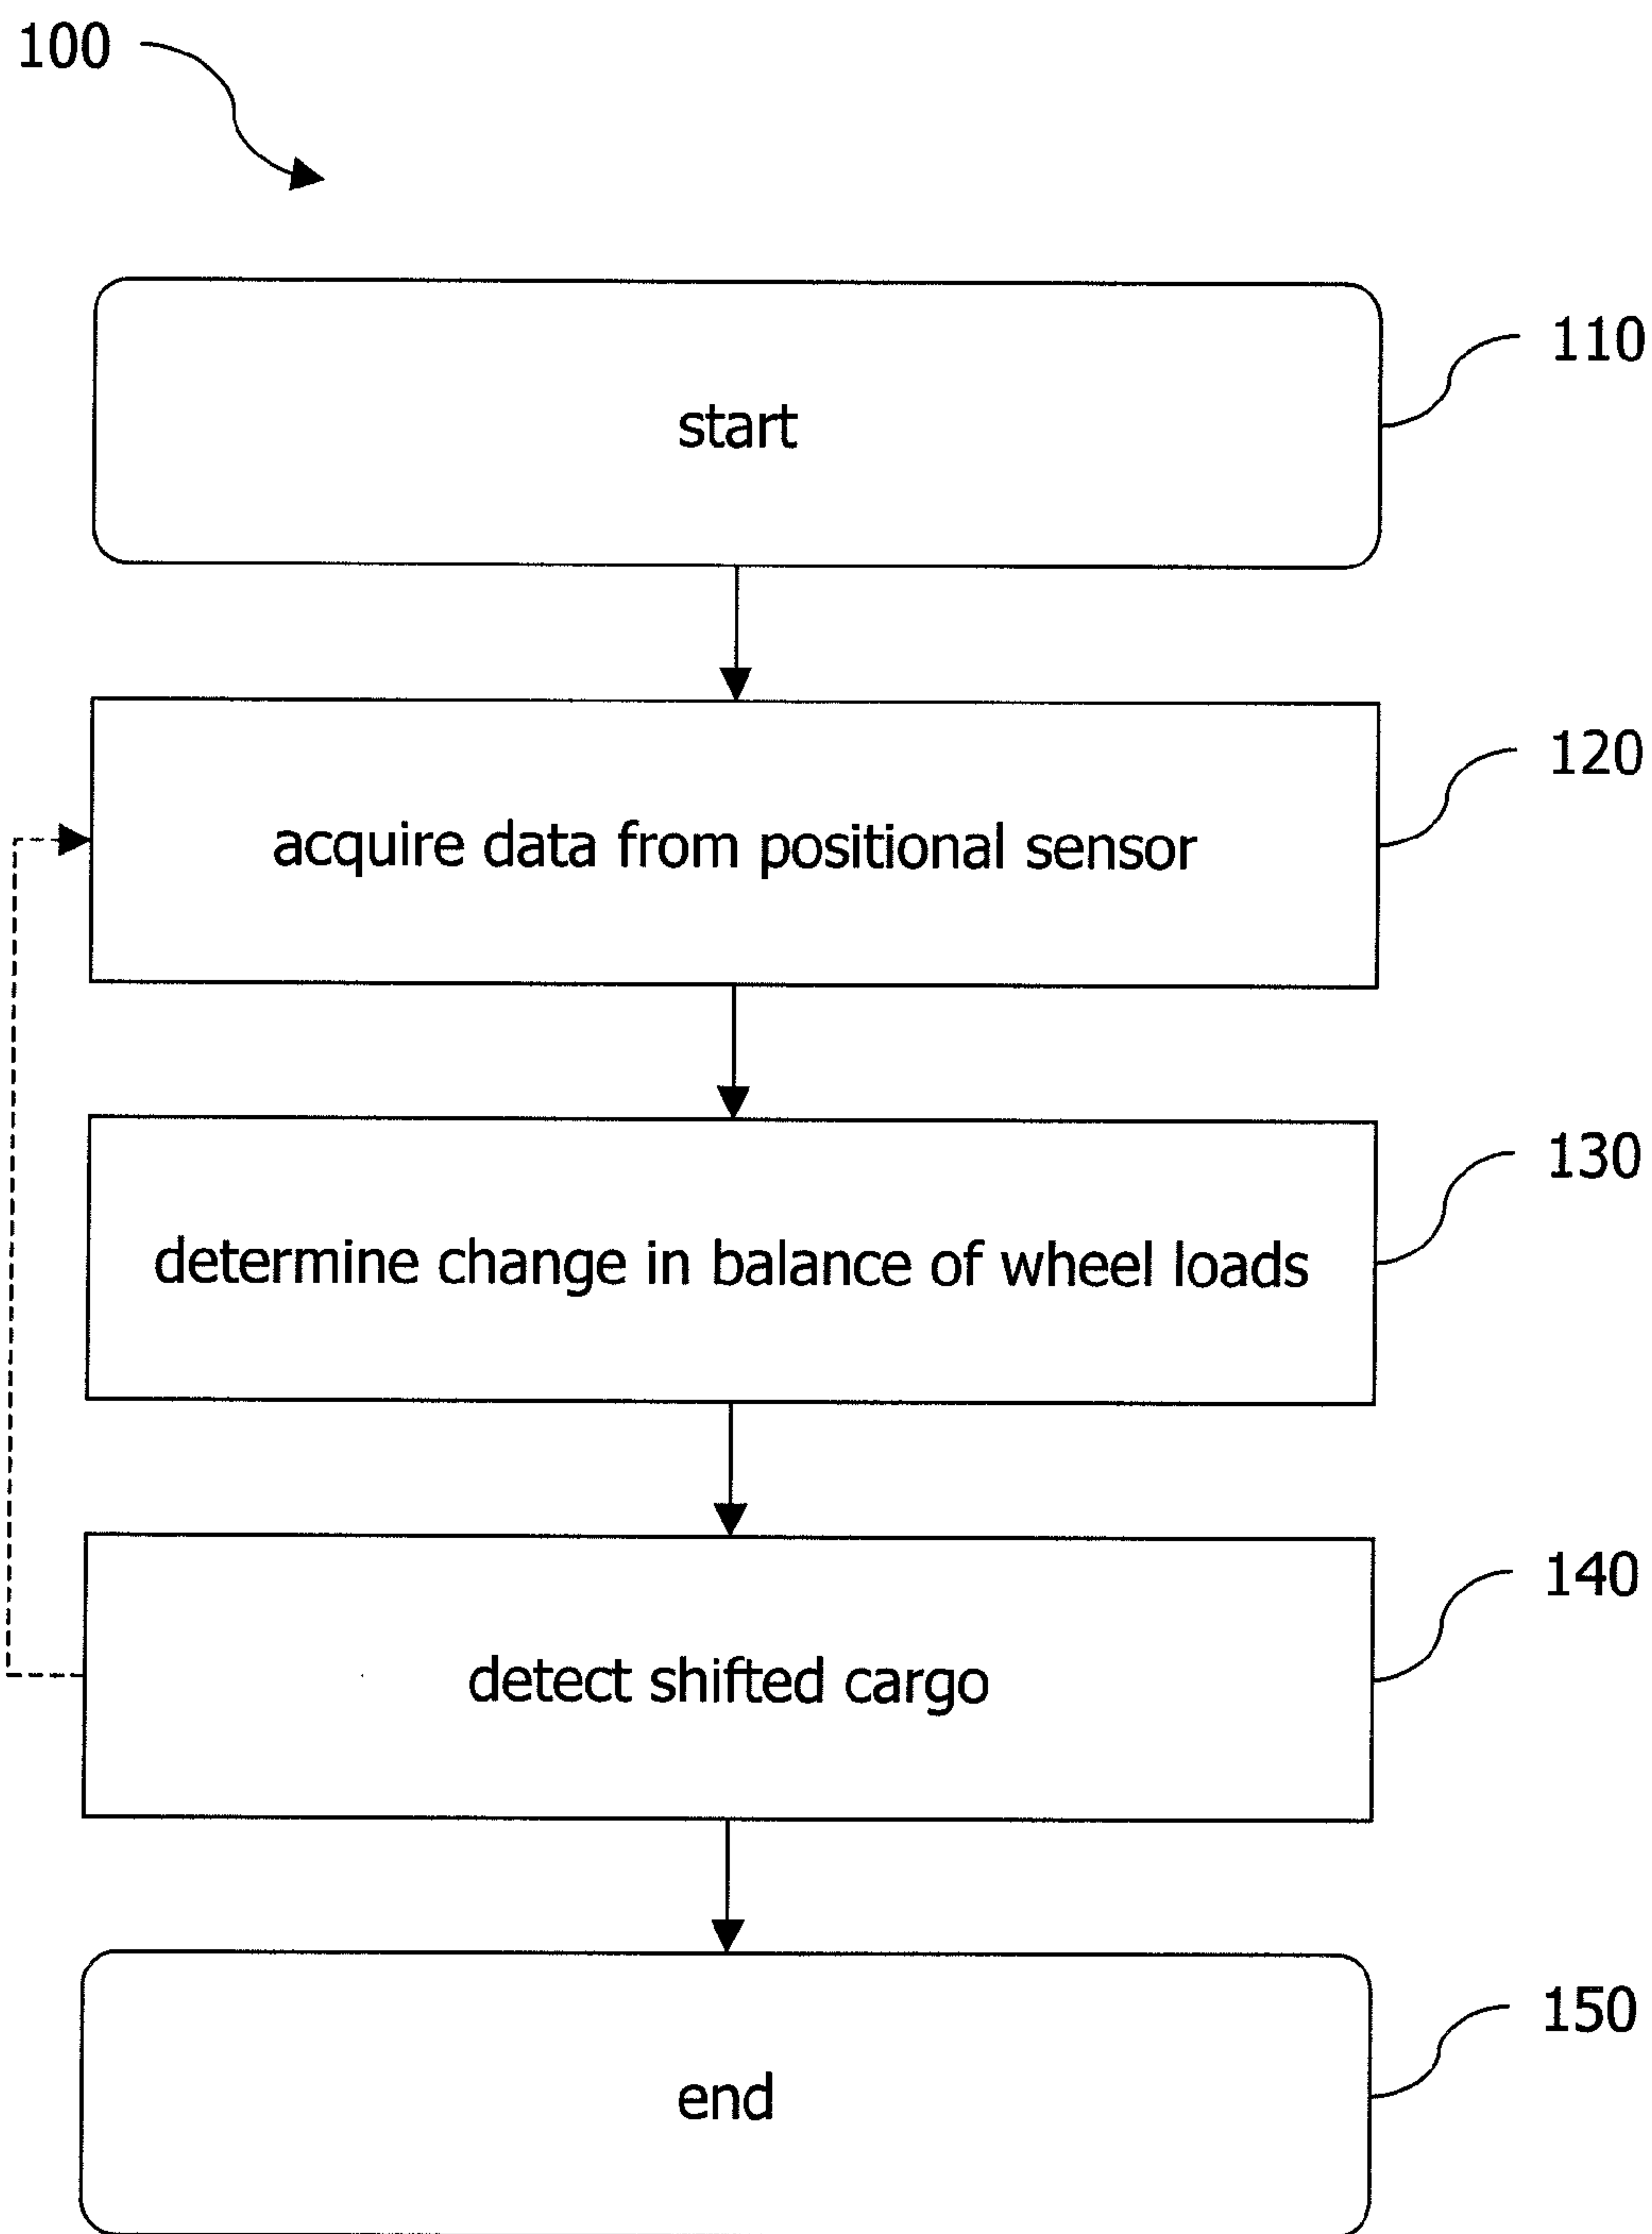 100
start
110
acquire data from positional sensor
120
determine change in balance of wheel loads
130
detect shifted cargo
140
end
150